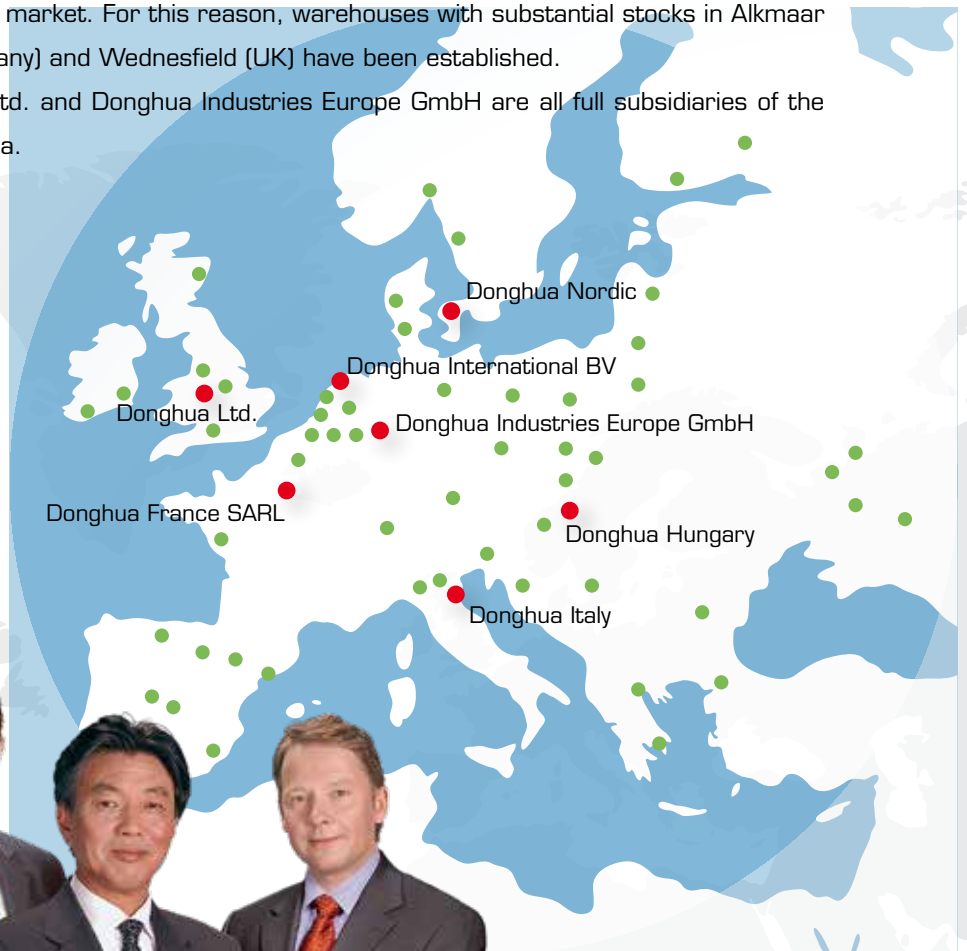 market. For this reason, warehouses with substantial stocks in Alkmaar
any) and Wednesfield (UK) have been established.
td. and Donghua Industries Europe GmbH are all full subsidiaries of the
a.
Donghua Nordic
Donghua International BV
Donghua Ltd.
Donghua Industries Europe GmbH
Donghua France SARL
Donghua Hungary
Donghua Italy